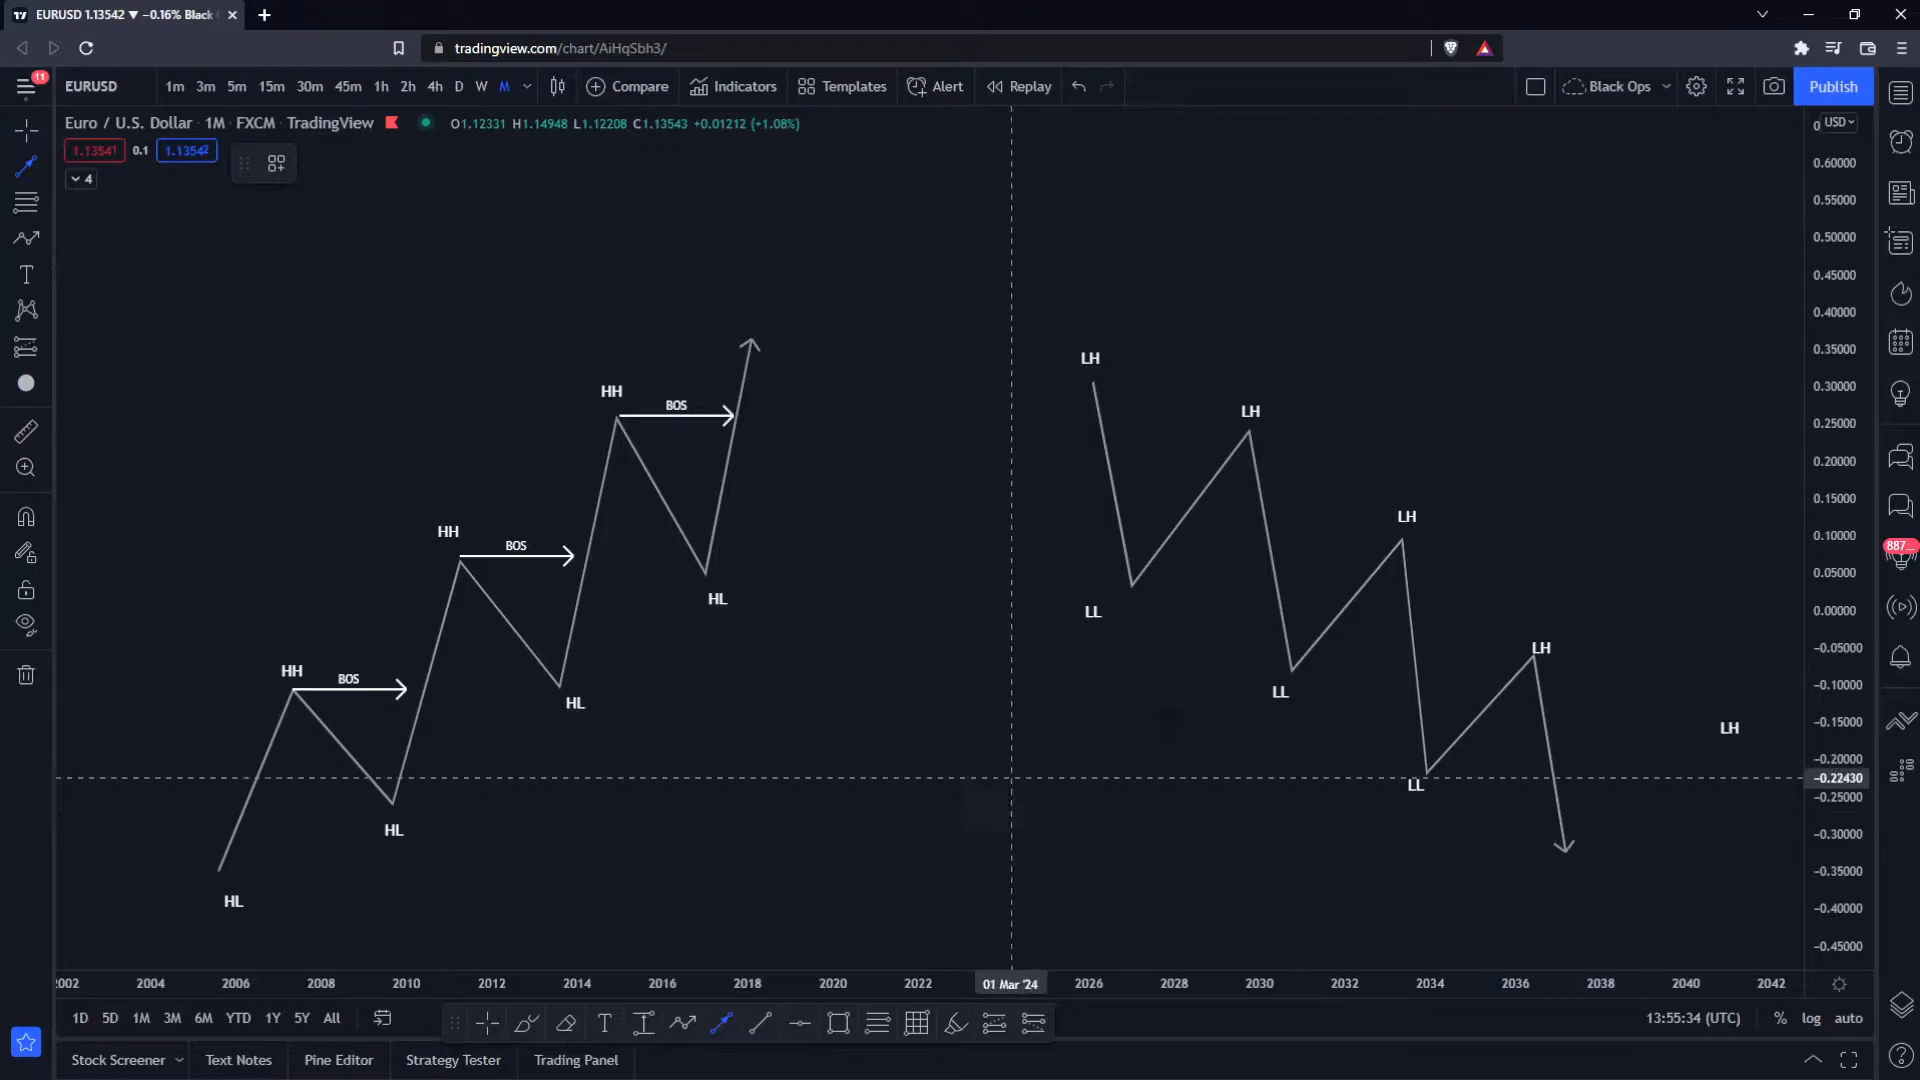 EURUSD 1.13542 ▼ −0.16% Black
tradingview.com/chart/AiHqSbh3/
11
EURUSD 1m 3m 5m 15m 30m 45m 1h 2h 4h D W M Compare Indicators Templates Alert Replay Black Ops Publish
Euro / U.S. Dollar · 1M · FXCM · TradingView O1.12331 H1.14948 L1.12208 C1.13543 +0.01212 (+1.08%)
1.13541 0.1 1.13542
4
USD
0.60000
0.55000
0.50000
0.45000
0.40000
0.35000
0.30000
0.25000
0.20000
0.15000
0.10000
0.05000
0.00000
−0.05000
−0.10000
−0.15000
−0.20000
−0.22430
−0.25000
−0.30000
−0.35000
−0.40000
−0.45000
887...
HH
BOS
HH
BOS
HH
BOS
HL
HL
HL
HL
LH
LH
LH
LH
LH
LL
LL
LL
2002 2004 2006 2008 2010 2012 2014 2016 2018 2020 2022 01 Mar '24 2026 2028 2030 2032 2034 2036 2038 2040 2042
1D 5D 1M 3M 6M YTD 1Y 5Y All
13:55:34 (UTC) % log auto
Stock Screener Text Notes Pine Editor Strategy Tester Trading Panel